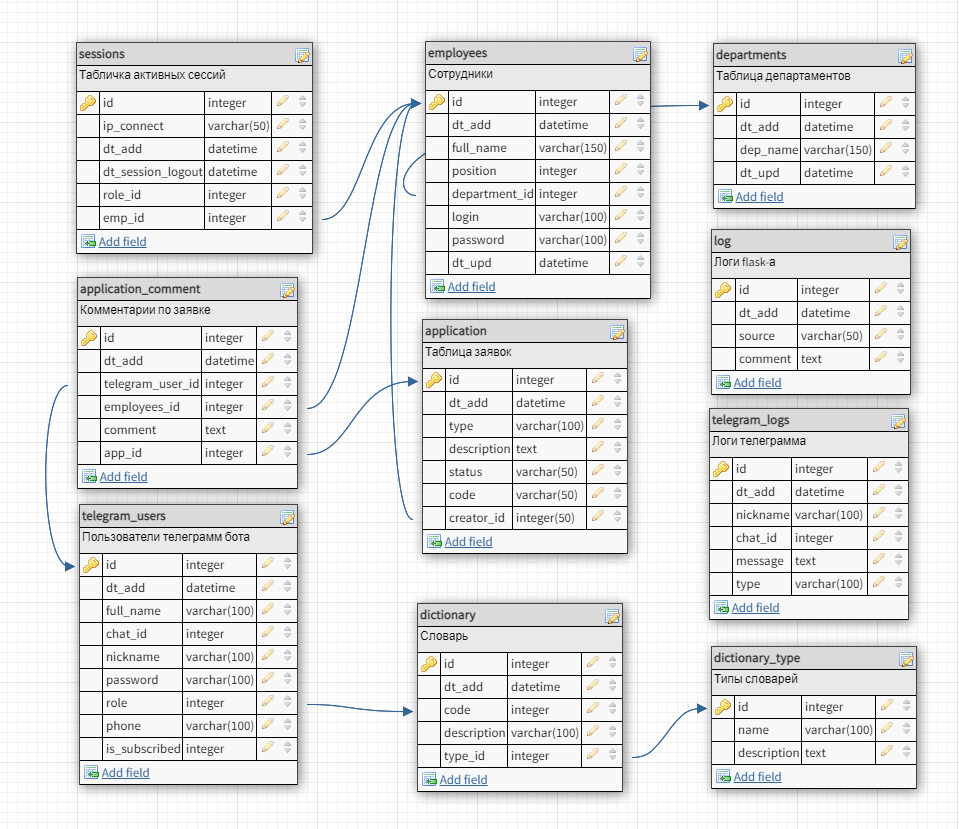 sessions
Табличка активных сессий
id integer
ip_connect varchar(50)
dt_add datetime
dt_session_logout datetime
role_id integer
emp_id integer
Add field
employees
Сотрудники
id integer
dt_add datetime
full_name varchar(150)
position integer
department_id integer
login varchar(100)
password varchar(100)
dt_upd datetime
Add field
departments
Таблица департаментов
id integer
dt_add datetime
dep_name varchar(150)
dt_upd datetime
Add field
log
Логи flask-а
id integer
dt_add datetime
source varchar(50)
comment text
Add field
application_comment
Комментарии по заявке
id integer
dt_add datetime
telegram_user_id integer
employees_id integer
comment text
app_id integer
Add field
application
Таблица заявок
id integer
dt_add datetime
type varchar(100)
description text
status varchar(50)
code varchar(50)
creator_id integer(50)
Add field
telegram_logs
Логи телеграмма
id integer
dt_add datetime
nickname varchar(100)
chat_id integer
message text
type varchar(100)
Add field
telegram_users
Пользователи телеграмм бота
id integer
dt_add datetime
full_name varchar(100)
chat_id integer
nickname varchar(100)
password varchar(100)
role integer
phone varchar(100)
is_subscribed integer
Add field
dictionary
Словарь
id integer
dt_add datetime
code integer
description varchar(100)
type_id integer
Add field
dictionary_type
Типы словарей
id integer
name varchar(100)
description text
Add field